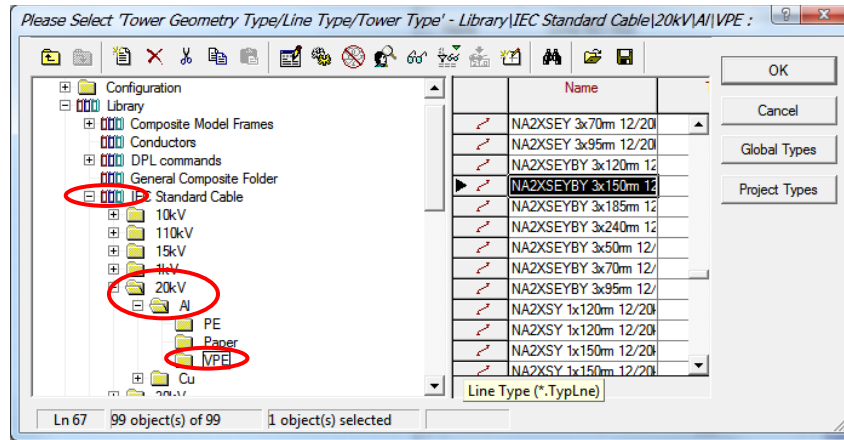 Please Select 'Tower Geometry Type/Line Type/Tower Type' - Library\IEC Standard Cable\20kV\Al\VPE :
Configuration
Library
Composite Model Frames
Conductors
DPL commands
General Composite Folder
IEC Standard Cable
10kV
110kV
15kV
1kV
20kV
Al
PE
Paper
VPE
Cu
Name
NA2XSEY 3x70rm 12/20
NA2XSEY 3x95rm 12/20
NA2XSEYBY 3x120rm 12
NA2XSEYBY 3x150rm 12
NA2XSEYBY 3x185rm 12
NA2XSEYBY 3x240rm 12
NA2XSEYBY 3x50rm 12/
NA2XSEYBY 3x70rm 12/
NA2XSEYBY 3x95rm 12/
NA2XSY 1x120rm 12/20
NA2XSY 1x120rm 12/20
NA2XSY 1x150rm 12/20
NA2XSY 1x150rm 12/20
Line Type (*.TypLne)
OK
Cancel
Global Types
Project Types
Ln 67 99 object(s) of 99 1 object(s) selected